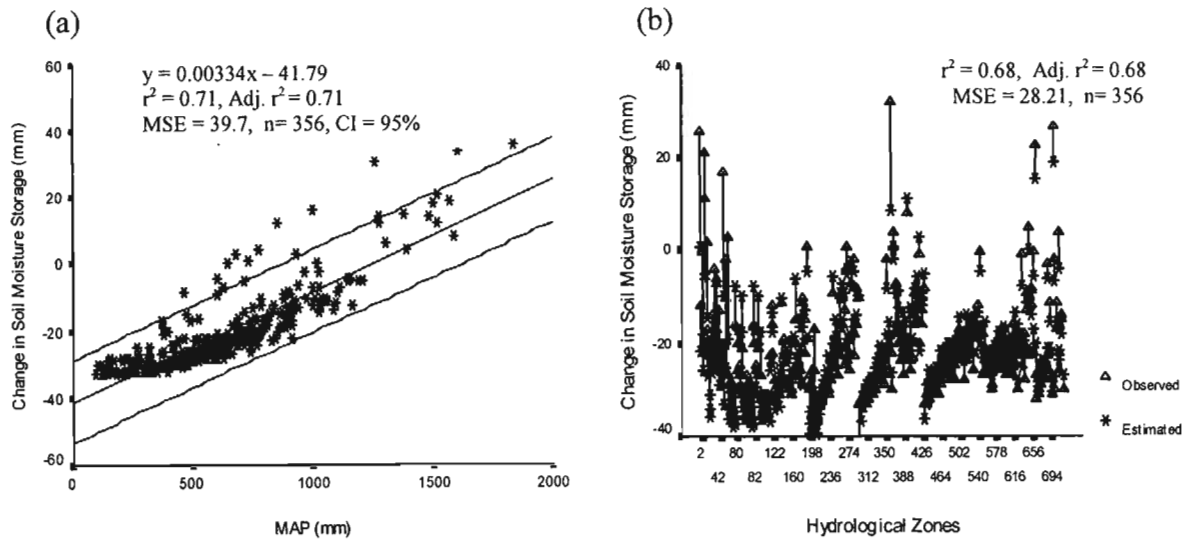 (a)
y = 0.00334x – 41.79
r² = 0.71, Adj. r² = 0.71
MSE = 39.7, n= 356, CI = 95%
Change in Soil Moisture Storage (mm)
60
40
20
0
-20
-40
-60
0 500 1000 1500 2000
MAP (mm)
(b)
r² = 0.68, Adj. r² = 0.68
MSE = 28.21, n= 356
Change in Soil Moisture Storage (mm)
40
20
0
-20
-40
Observed
Estimated
2 80 122 198 274 350 426 502 578 656
42 82 160 236 312 388 464 540 616 694
Hydrological Zones